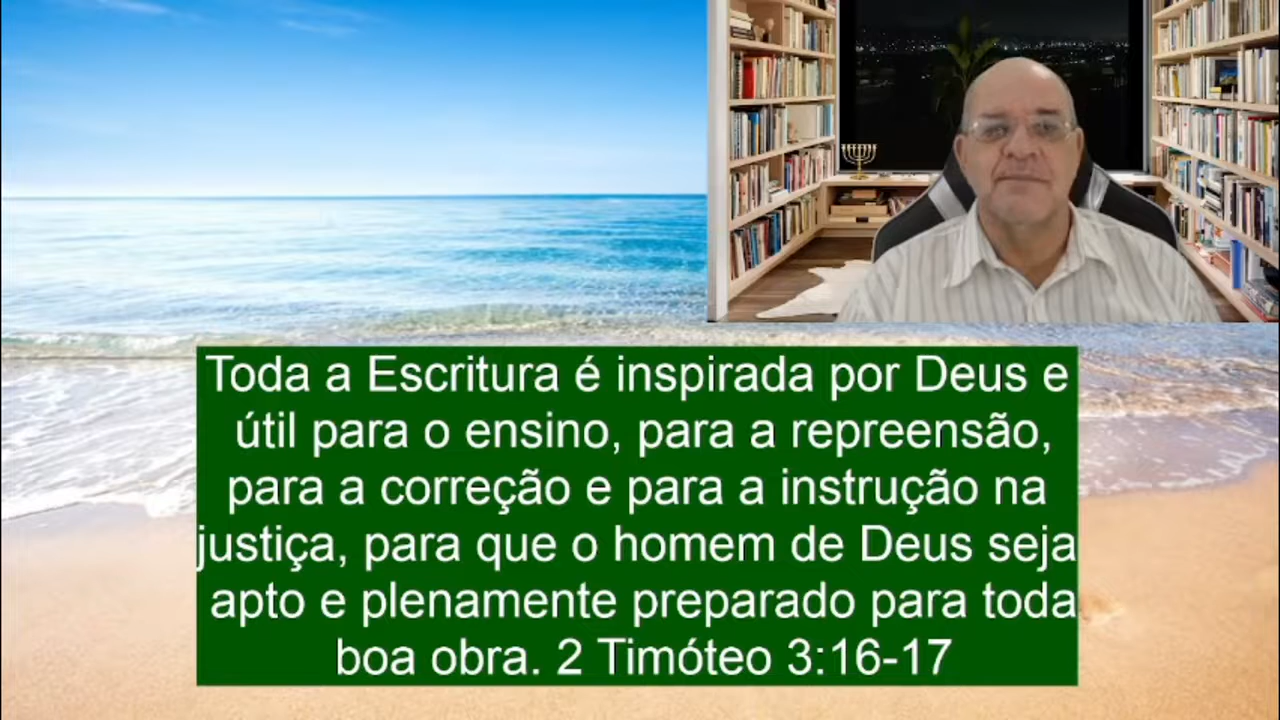 Toda a Escritura é inspirada por Deus e
útil para o ensino, para a repreensão,
para a correção e para a instrução na
justiça, para que o homem de Deus seja
apto e plenamente preparado para toda
boa obra. 2 Timóteo 3:16-17